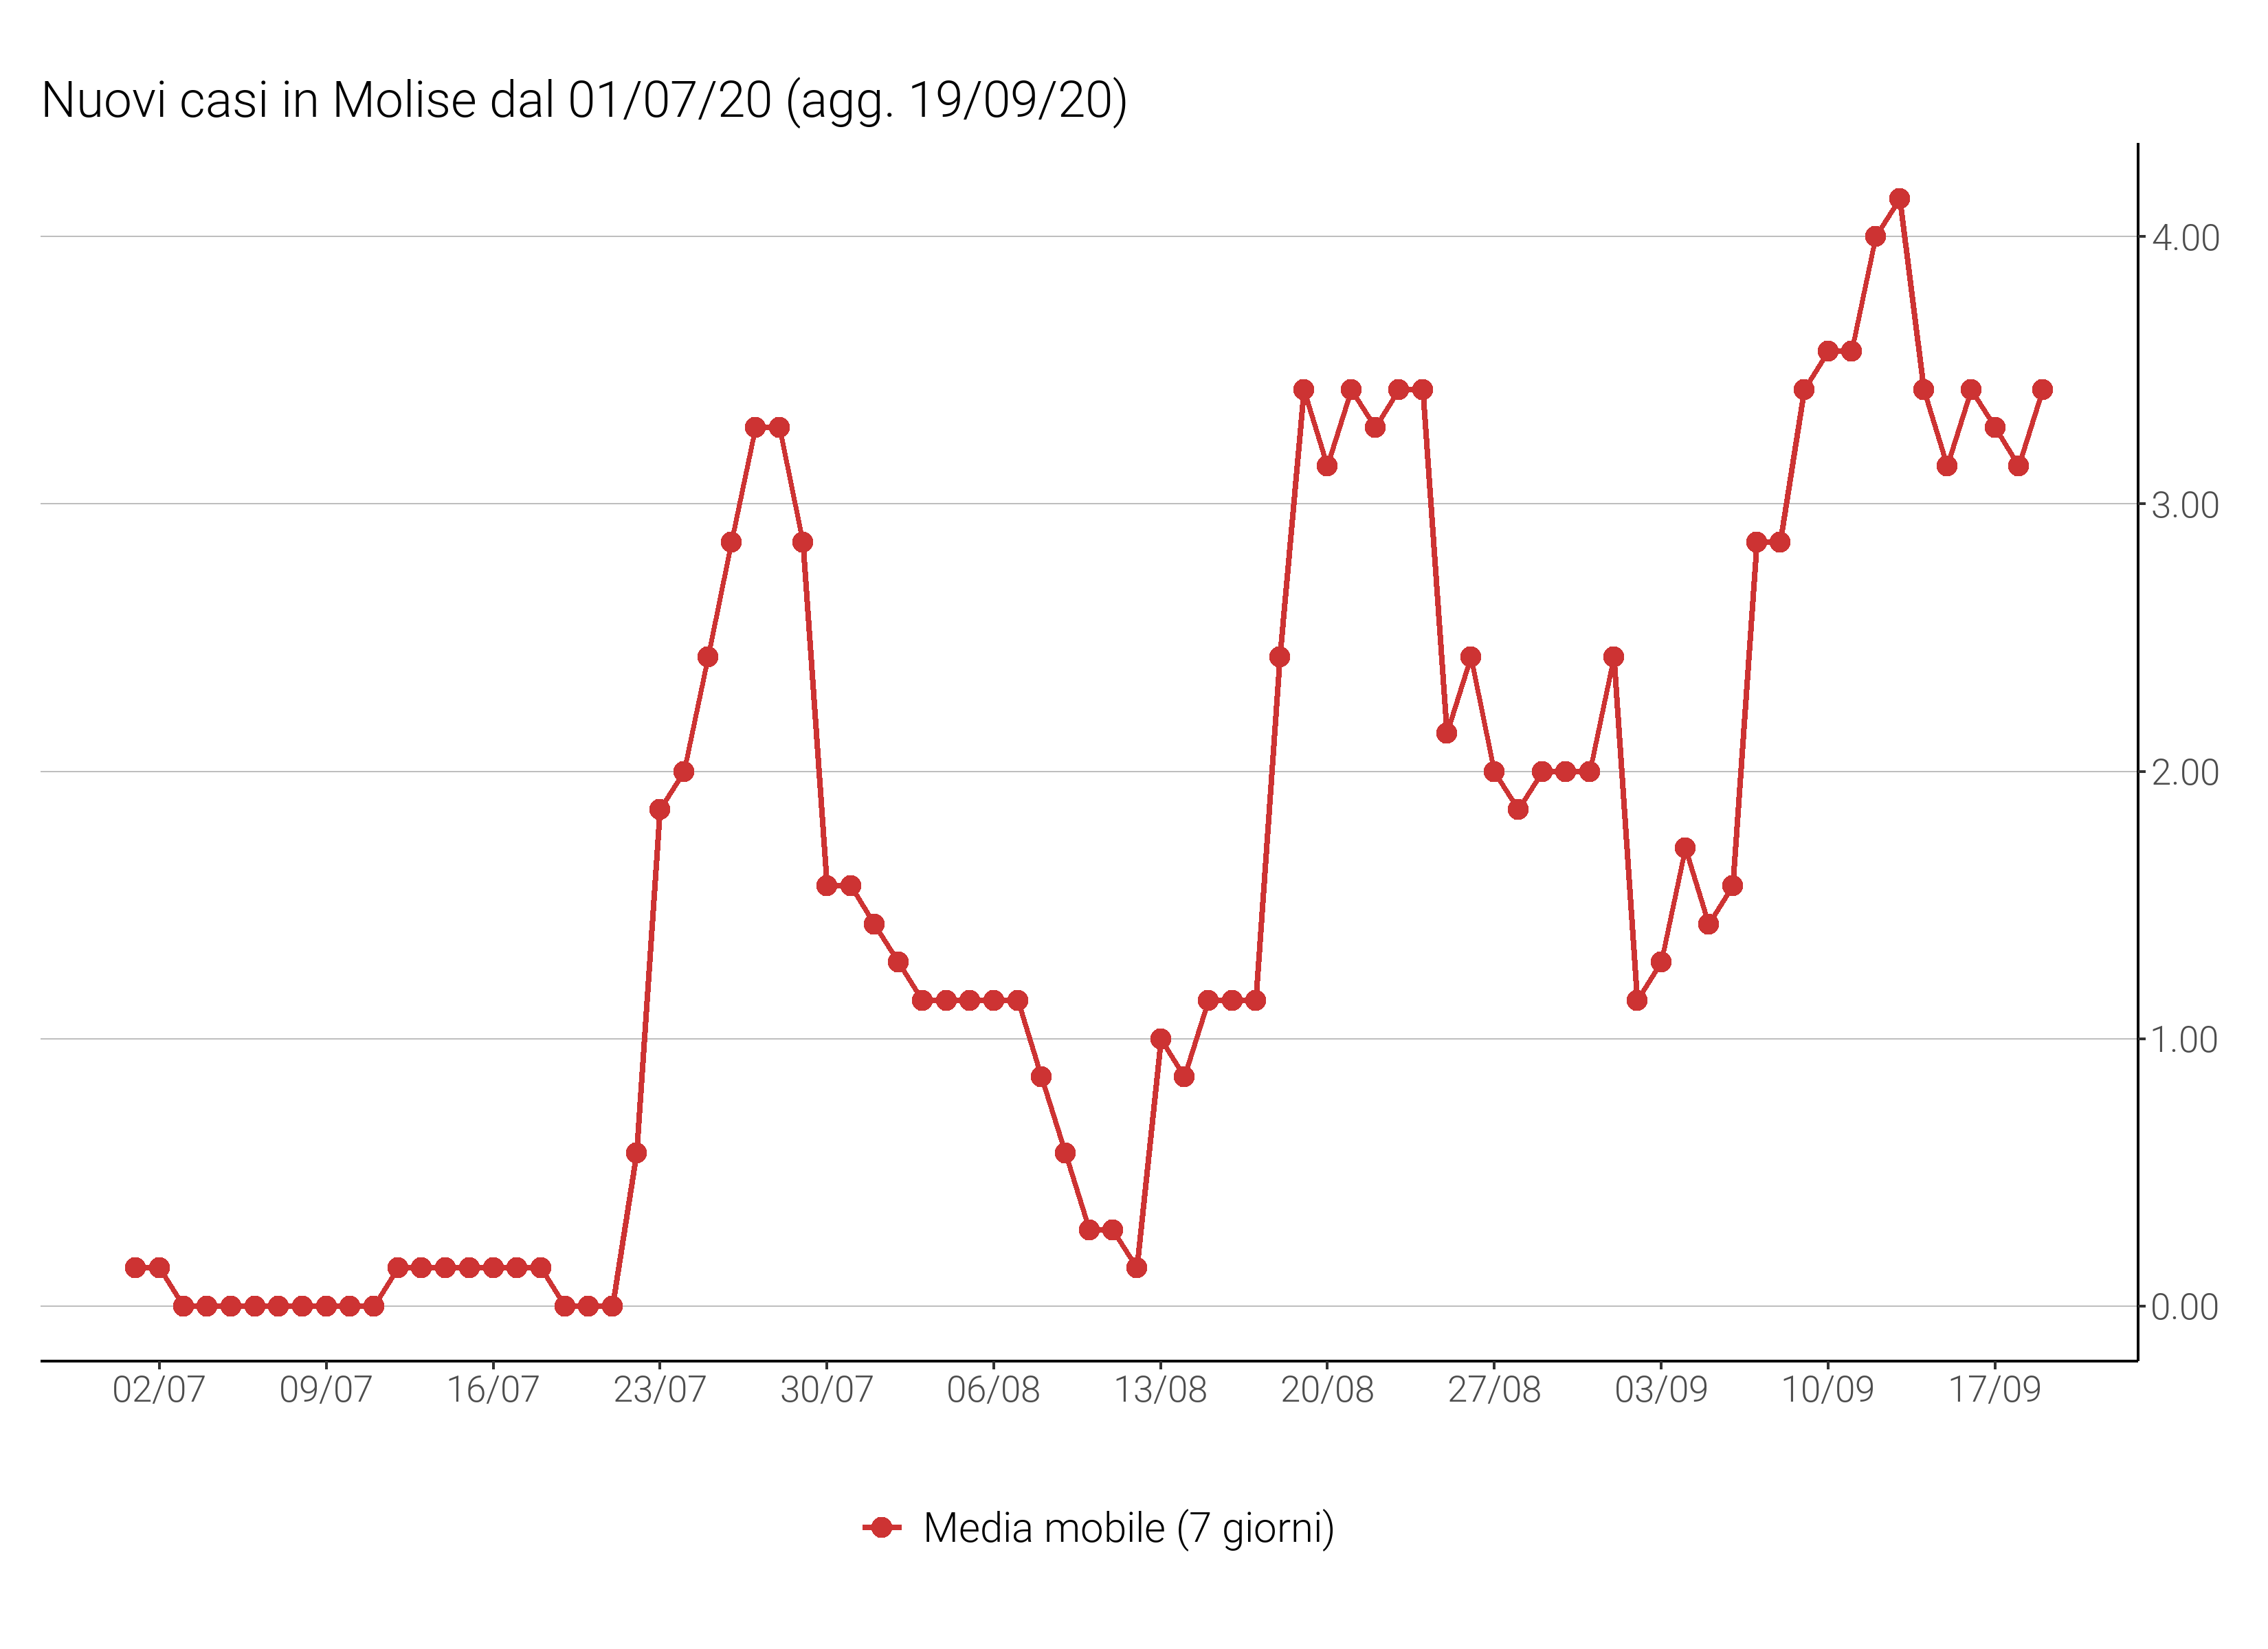 Nuovi casi in Molise dal 01/07/20 (agg. 19/09/20)
4.00
3.00
2.00
1.00
0.00
02/07 09/07 16/07 23/07 30/07 06/08 13/08 20/08 27/08 03/09 10/09 17/09
Media mobile (7 giorni)